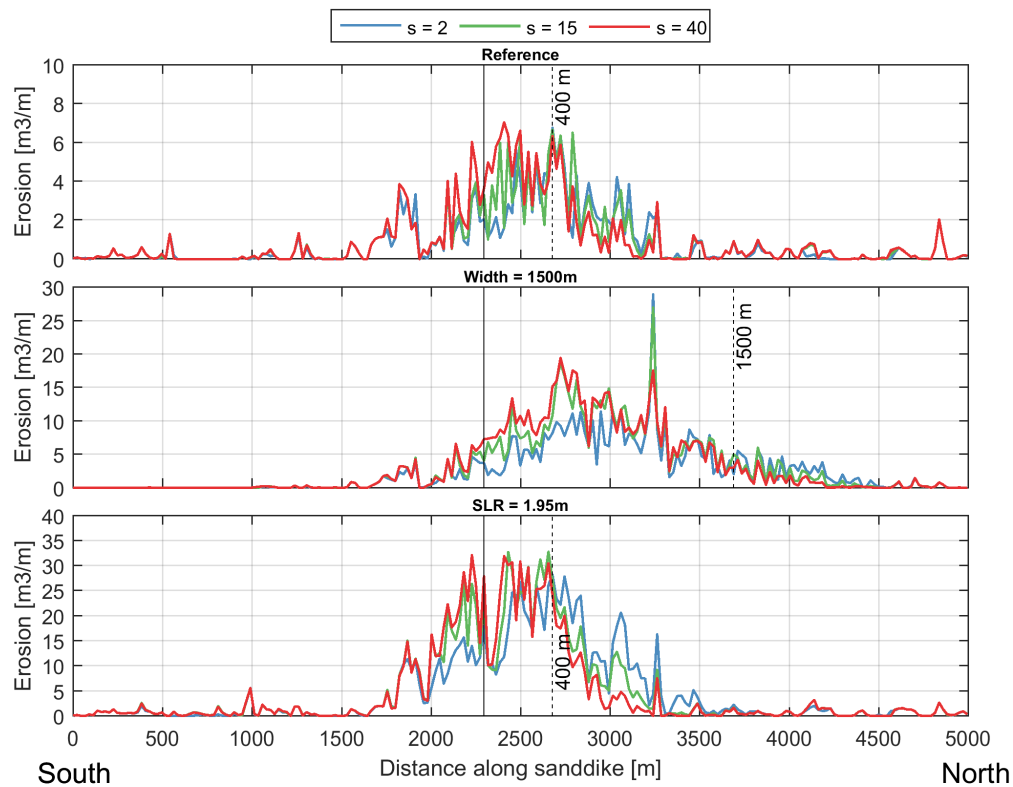 s = 2 s = 15 s = 40
Reference
10
8
6
4
2
0
Erosion [m3/m]
400 m
Width = 1500m
30
25
20
15
10
5
0
Erosion [m3/m]
1500 m
SLR = 1.95m
40
35
30
25
20
15
10
5
0
Erosion [m3/m]
400 m
0 500 1000 1500 2000 2500 3000 3500 4000 4500 5000
Distance along sanddike [m]
South North